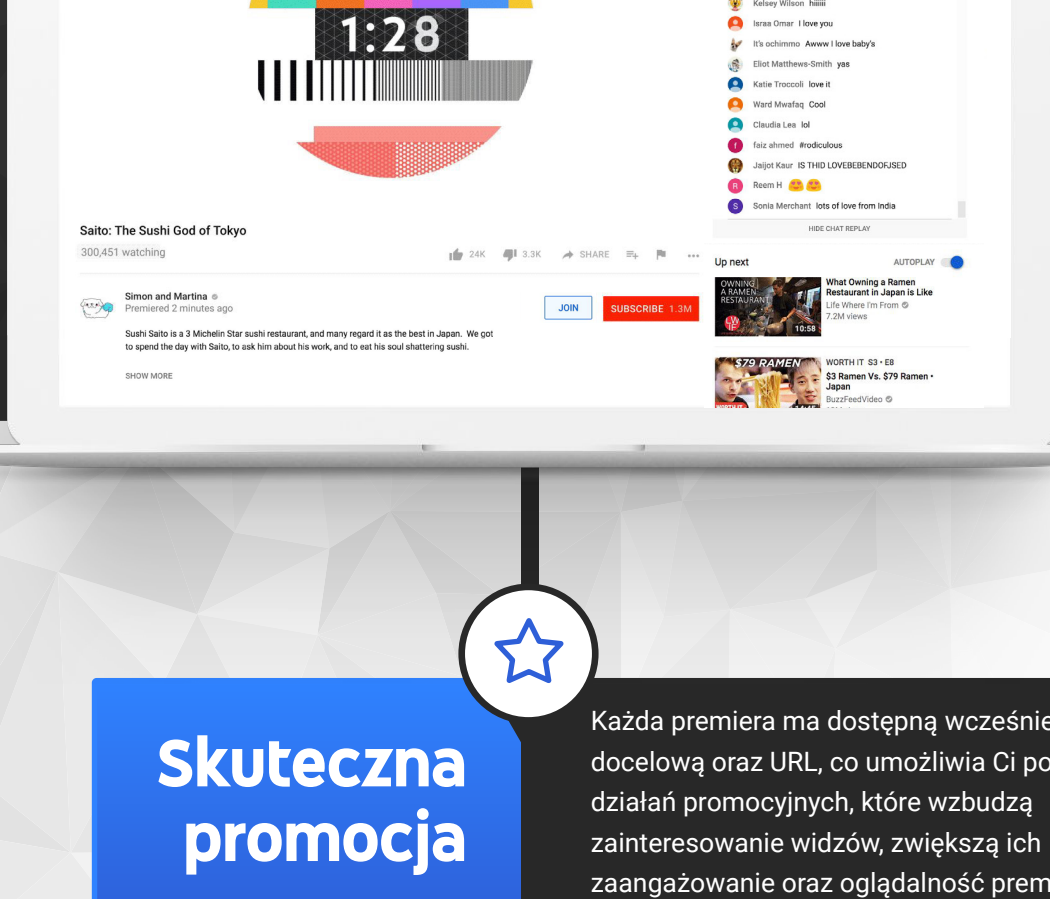 1:28
Kelsey Wilson hiiiiii
Israa Omar I love you
It's ochimmo Awww I love baby's
Eliot Matthews-Smith yas
Katie Troccoli love it
Ward Mwafaq Cool
Claudia Lea lol
f faiz ahmed #rodiculous
Jaijot Kaur IS THID LOVEBEBENDOFJSED
R Reem H 😍 😍
S Sonia Merchant lots of love from India
HIDE CHAT REPLAY
Saito: The Sushi God of Tokyo
300,451 watching
24K 3.3K SHARE
Simon and Martina
Premiered 2 minutes ago
JOIN SUBSCRIBE 1.3M
Sushi Saito is a 3 Michelin Star sushi restaurant, and many regard it as the best in Japan. We got
to spend the day with Saito, to ask him about his work, and to eat his soul shattering sushi.
SHOW MORE
Up next AUTOPLAY
OWNING
A RAMEN
RESTAURANT
10:58
What Owning a Ramen
Restaurant in Japan is Like
Life Where I'm From
7.2M views
$79 RAMEN
WORTH IT S3 • E8
$3 Ramen Vs. $79 Ramen •
Japan
BuzzFeedVideo
Skuteczna
promocja
Każda premiera ma dostępną wcześnie
docelową oraz URL, co umożliwia Ci po
działań promocyjnych, które wzbudzą
zainteresowanie widzów, zwiększą ich
zaangażowanie oraz oglądalność prem